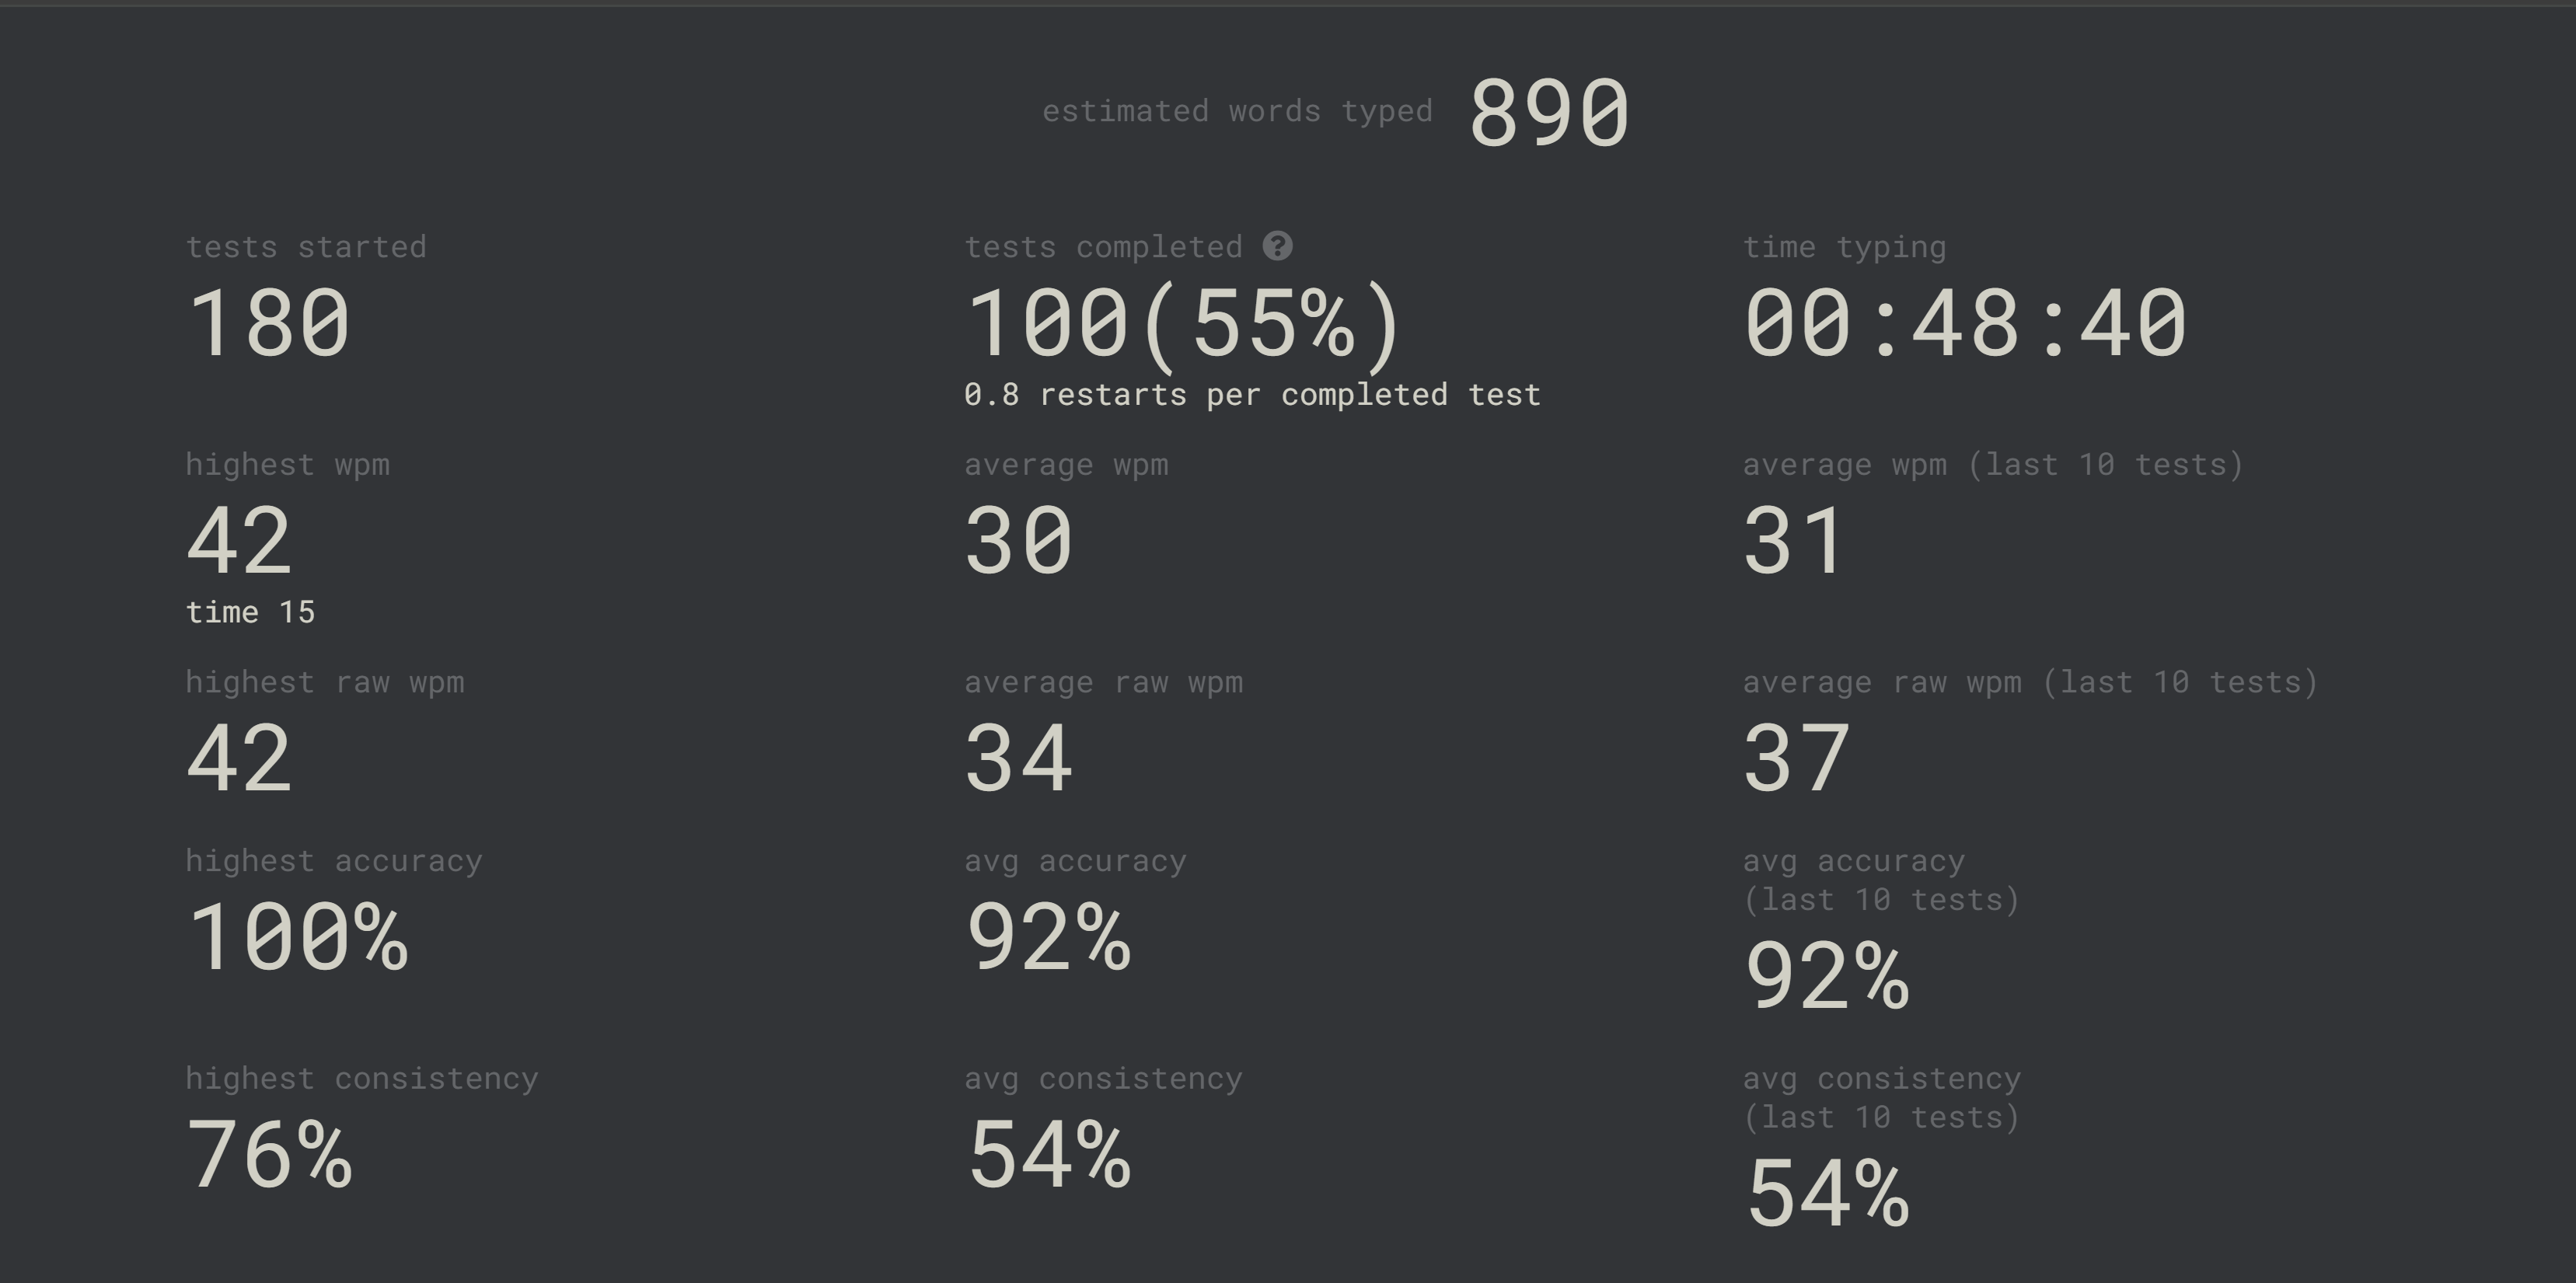 estimated words typed 890
tests started
180
tests completed ?
100(55%)
0.8 restarts per completed test
time typing
00:48:40
highest wpm
42
time 15
average wpm
30
average wpm (last 10 tests)
31
highest raw wpm
42
average raw wpm
34
average raw wpm (last 10 tests)
37
highest accuracy
100%
avg accuracy
92%
avg accuracy
(last 10 tests)
92%
highest consistency
76%
avg consistency
54%
avg consistency
(last 10 tests)
54%